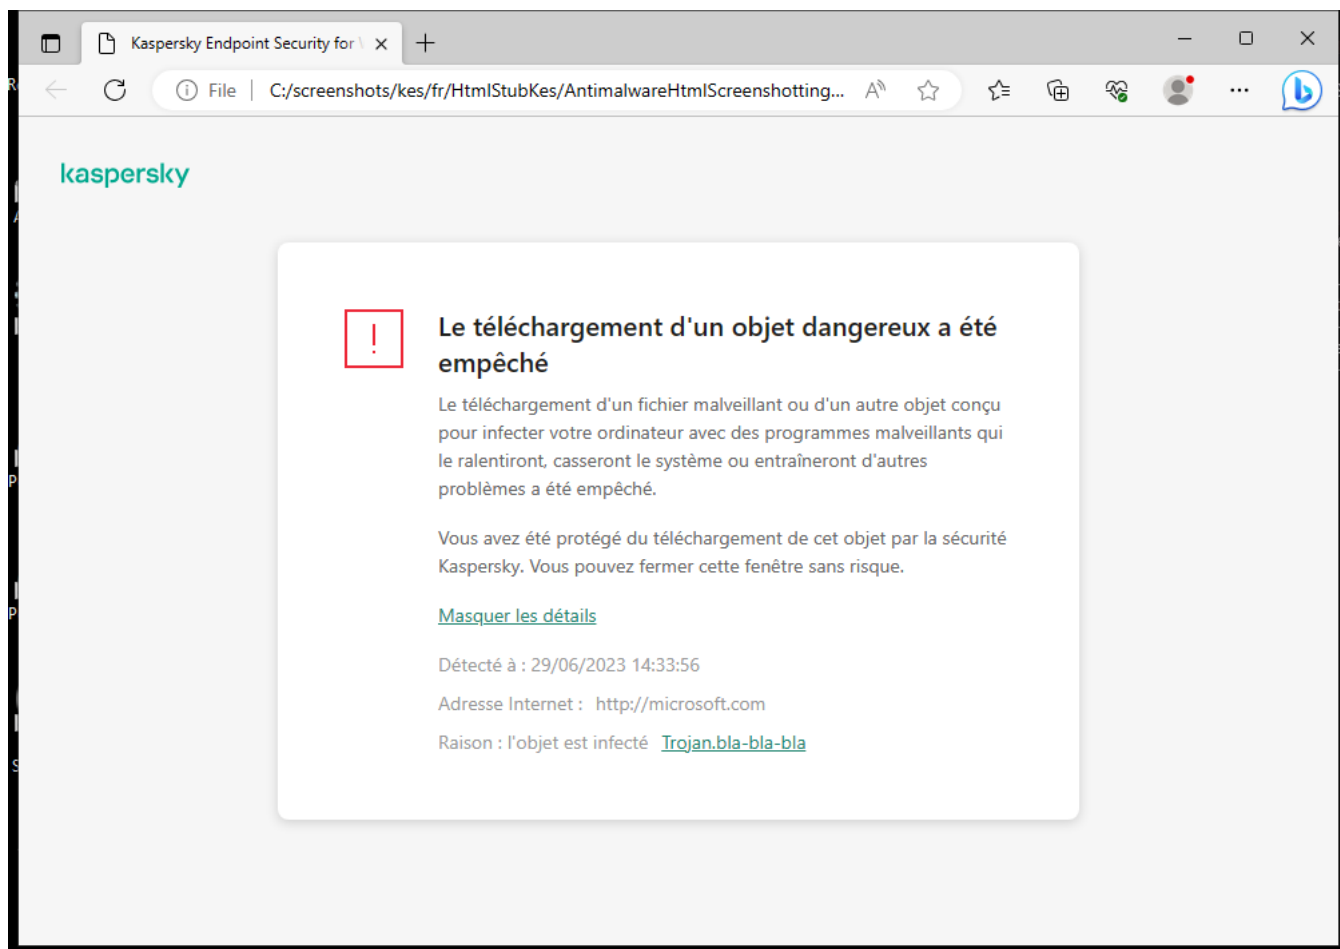 Kaspersky Endpoint Security for
File C:/screenshots/kes/fr/HtmlStubKes/AntimalwareHtmlScreenshotting...
kaspersky
!
Le téléchargement d'un objet dangereux a été
empêché
Le téléchargement d'un fichier malveillant ou d'un autre objet conçu
pour infecter votre ordinateur avec des programmes malveillants qui
le ralentiront, casseront le système ou entraîneront d'autres
problèmes a été empêché.
Vous avez été protégé du téléchargement de cet objet par la sécurité
Kaspersky. Vous pouvez fermer cette fenêtre sans risque.
Masquer les détails
Détecté à : 29/06/2023 14:33:56
Adresse Internet : http://microsoft.com
Raison : l'objet est infecté Trojan.bla-bla-bla